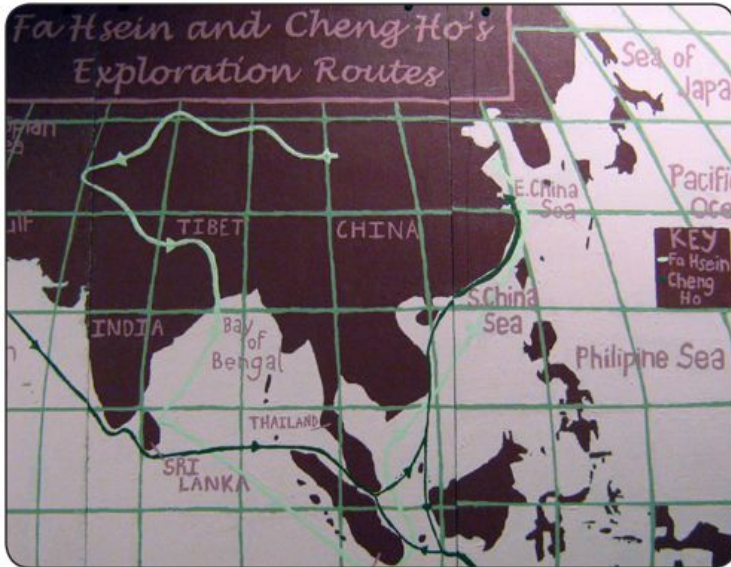 Fa Hsein and Cheng Ho's
Exploration Routes
Sea of
Japa
Pacific
Oce
E.China
Sea
TIBET
CHINA
KEY
Fa Hsein
Cheng
Ho
S.China
Sea
INDIA
Bay
of
Bengal
Philipine Sea
THAILAND
SRI
LANKA